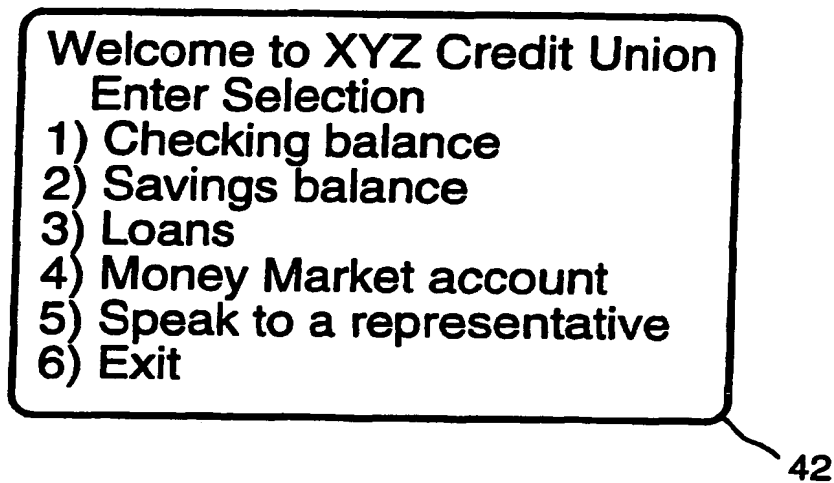 Welcome to XYZ Credit Union
Enter Selection
1) Checking balance
2) Savings balance
3) Loans
4) Money Market account
5) Speak to a representative
6) Exit
42